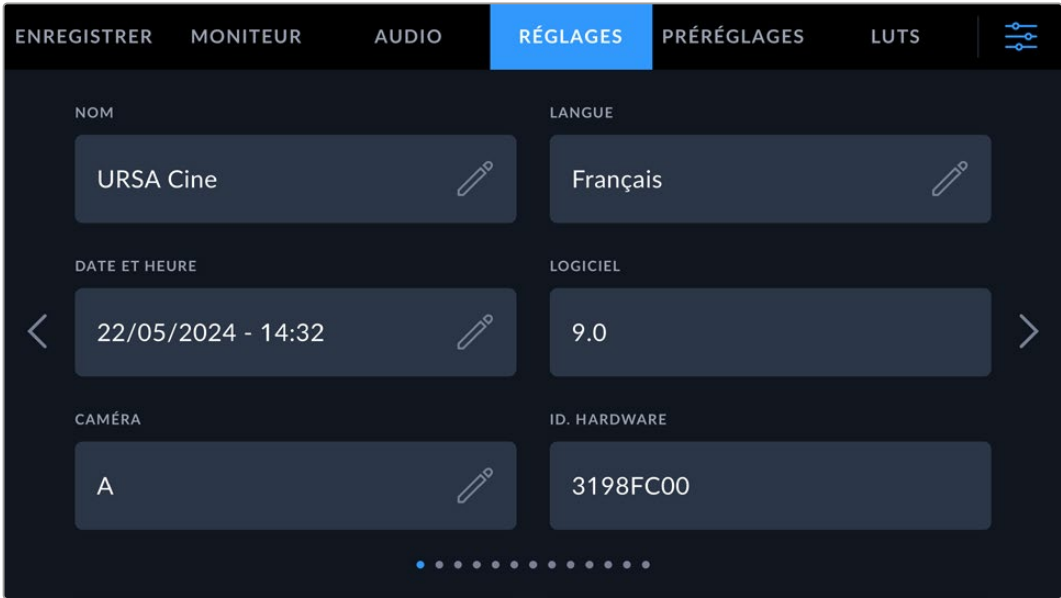 ENREGISTRER MONITEUR AUDIO RÉGLAGES PRÉRÉGLAGES LUTS
NOM LANGUE
URSA Cine Français
DATE ET HEURE LOGICIEL
22/05/2024 - 14:32 9.0
CAMÉRA ID. HARDWARE
A 3198FC00